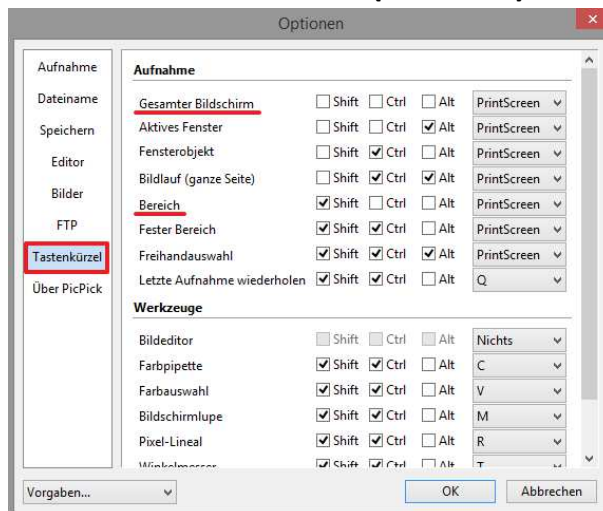 Optionen
Aufnahme
Dateiname
Speichern
Editor
Bilder
FTP
Tastenkürzel
Über PicPick
Aufnahme
Gesamter Bildschirm Shift Ctrl Alt PrintScreen
Aktives Fenster Shift Ctrl Alt PrintScreen
Fensterobjekt Shift Ctrl Alt PrintScreen
Bildlauf (ganze Seite) Shift Ctrl Alt PrintScreen
Bereich Shift Ctrl Alt PrintScreen
Fester Bereich Shift Ctrl Alt PrintScreen
Freihandauswahl Shift Ctrl Alt PrintScreen
Letzte Aufnahme wiederholen Shift Ctrl Alt Q
Werkzeuge
Bildeditor Shift Ctrl Alt Nichts
Farbpipette Shift Ctrl Alt C
Farbauswahl Shift Ctrl Alt V
Bildschirmlupe Shift Ctrl Alt M
Pixel-Lineal Shift Ctrl Alt R
Winkelmesser Shift Ctrl Alt T
Vorgaben... OK Abbrechen